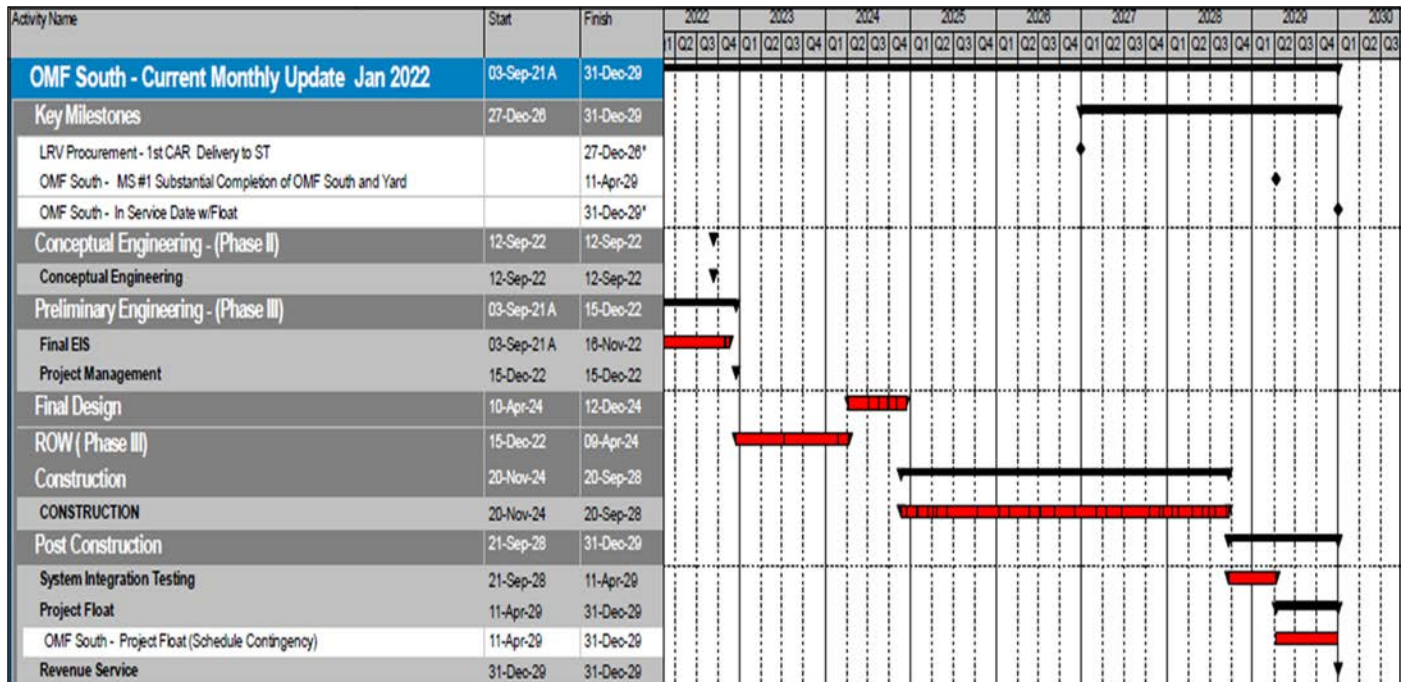 Activity Name Start Finish 2022 2023 2024 2025 2026 2027 2028 2029 2030
Q1 Q2 Q3 Q4 Q1 Q2 Q3 Q4 Q1 Q2 Q3 Q4 Q1 Q2 Q3 Q4 Q1 Q2 Q3 Q4 Q1 Q2 Q3 Q4 Q1 Q2 Q3 Q4 Q1 Q2 Q3 Q4 Q1 Q2 Q3
OMF South - Current Monthly Update Jan 2022 03-Sep-21 A 31-Dec-29
Key Milestones 27-Dec-26 31-Dec-29
LRV Procurement - 1st CAR Delivery to ST 27-Dec-26*
OMF South - MS #1 Substantial Completion of OMF South and Yard 11-Apr-29
OMF South - In Service Date w/Float 31-Dec-29*
Conceptual Engineering - (Phase II) 12-Sep-22 12-Sep-22
Conceptual Engineering 12-Sep-22 12-Sep-22
Preliminary Engineering - (Phase III) 03-Sep-21 A 15-Dec-22
Final EIS 03-Sep-21 A 16-Nov-22
Project Management 15-Dec-22 15-Dec-22
Final Design 10-Apr-24 12-Dec-24
ROW ( Phase III) 15-Dec-22 09-Apr-24
Construction 20-Nov-24 20-Sep-28
CONSTRUCTION 20-Nov-24 20-Sep-28
Post Construction 21-Sep-28 31-Dec-29
System Integration Testing 21-Sep-28 11-Apr-29
Project Float 11-Apr-29 31-Dec-29
OMF South - Project Float (Schedule Contingency) 11-Apr-29 31-Dec-29
Revenue Service 31-Dec-29 31-Dec-29